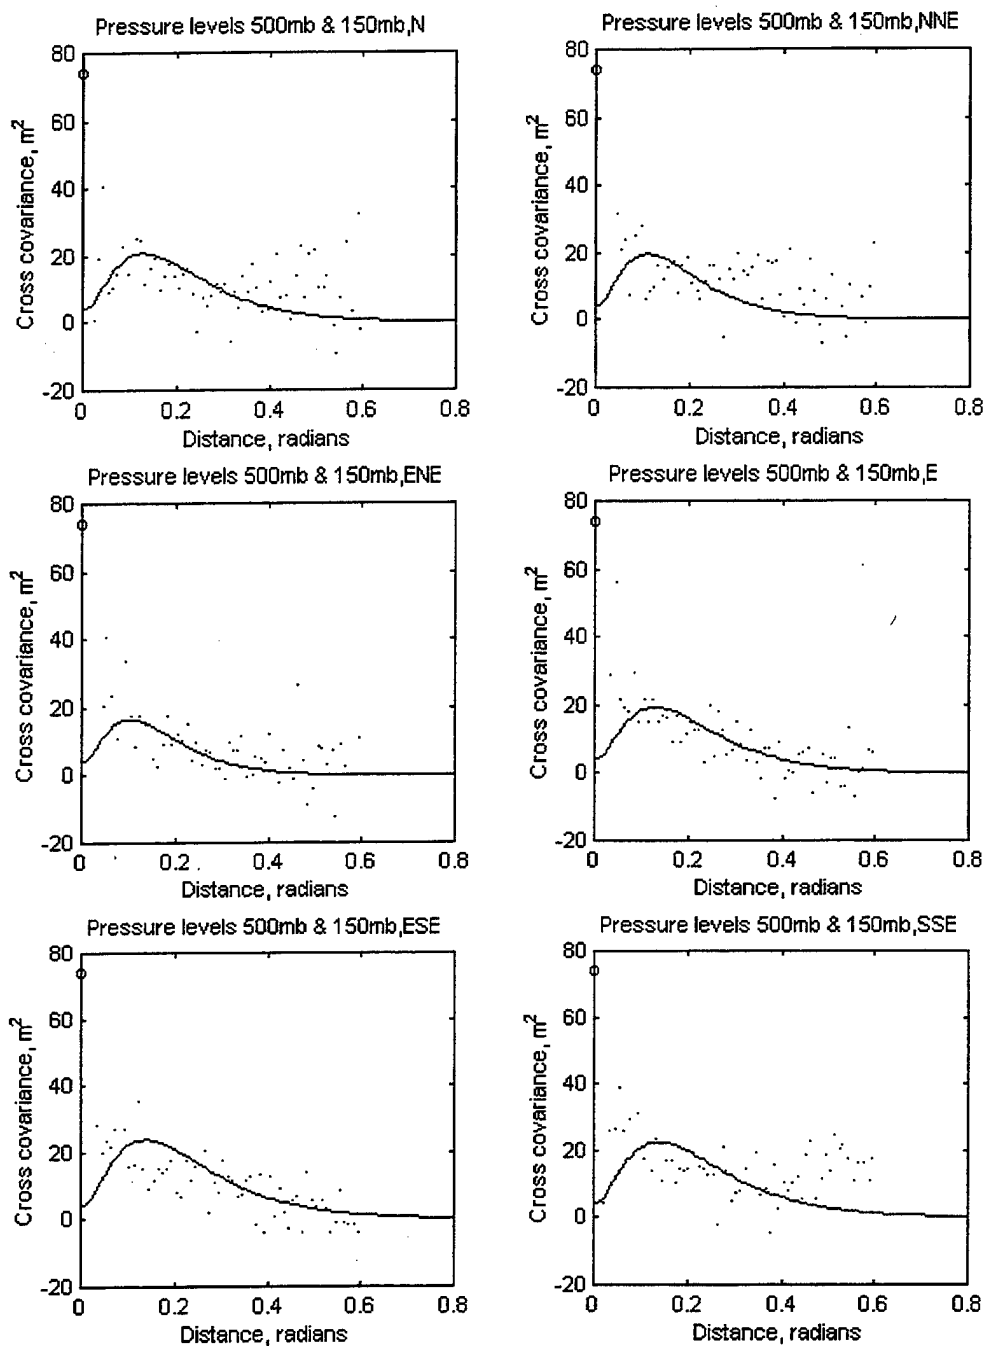 Pressure levels 500mb & 150mb,N
80
60
40
20
0
-20
Cross covariance, m²
0 0.2 0.4 0.6 0.8
Distance, radians
Pressure levels 500mb & 150mb,NNE
80
60
40
20
0
-20
Cross covariance, m²
0 0.2 0.4 0.6 0.8
Distance, radians
Pressure levels 500mb & 150mb,ENE
80
60
40
20
0
-20
Cross covariance, m²
0 0.2 0.4 0.6 0.8
Distance, radians
Pressure levels 500mb & 150mb,E
80
60
40
20
0
-20
Cross covariance, m²
0 0.2 0.4 0.6 0.8
Distance, radians
Pressure levels 500mb & 150mb,ESE
80
60
40
20
0
-20
Cross covariance, m²
0 0.2 0.4 0.6 0.8
Distance, radians
Pressure levels 500mb & 150mb,SSE
80
60
40
20
0
-20
Cross covariance, m²
0 0.2 0.4 0.6 0.8
Distance, radians